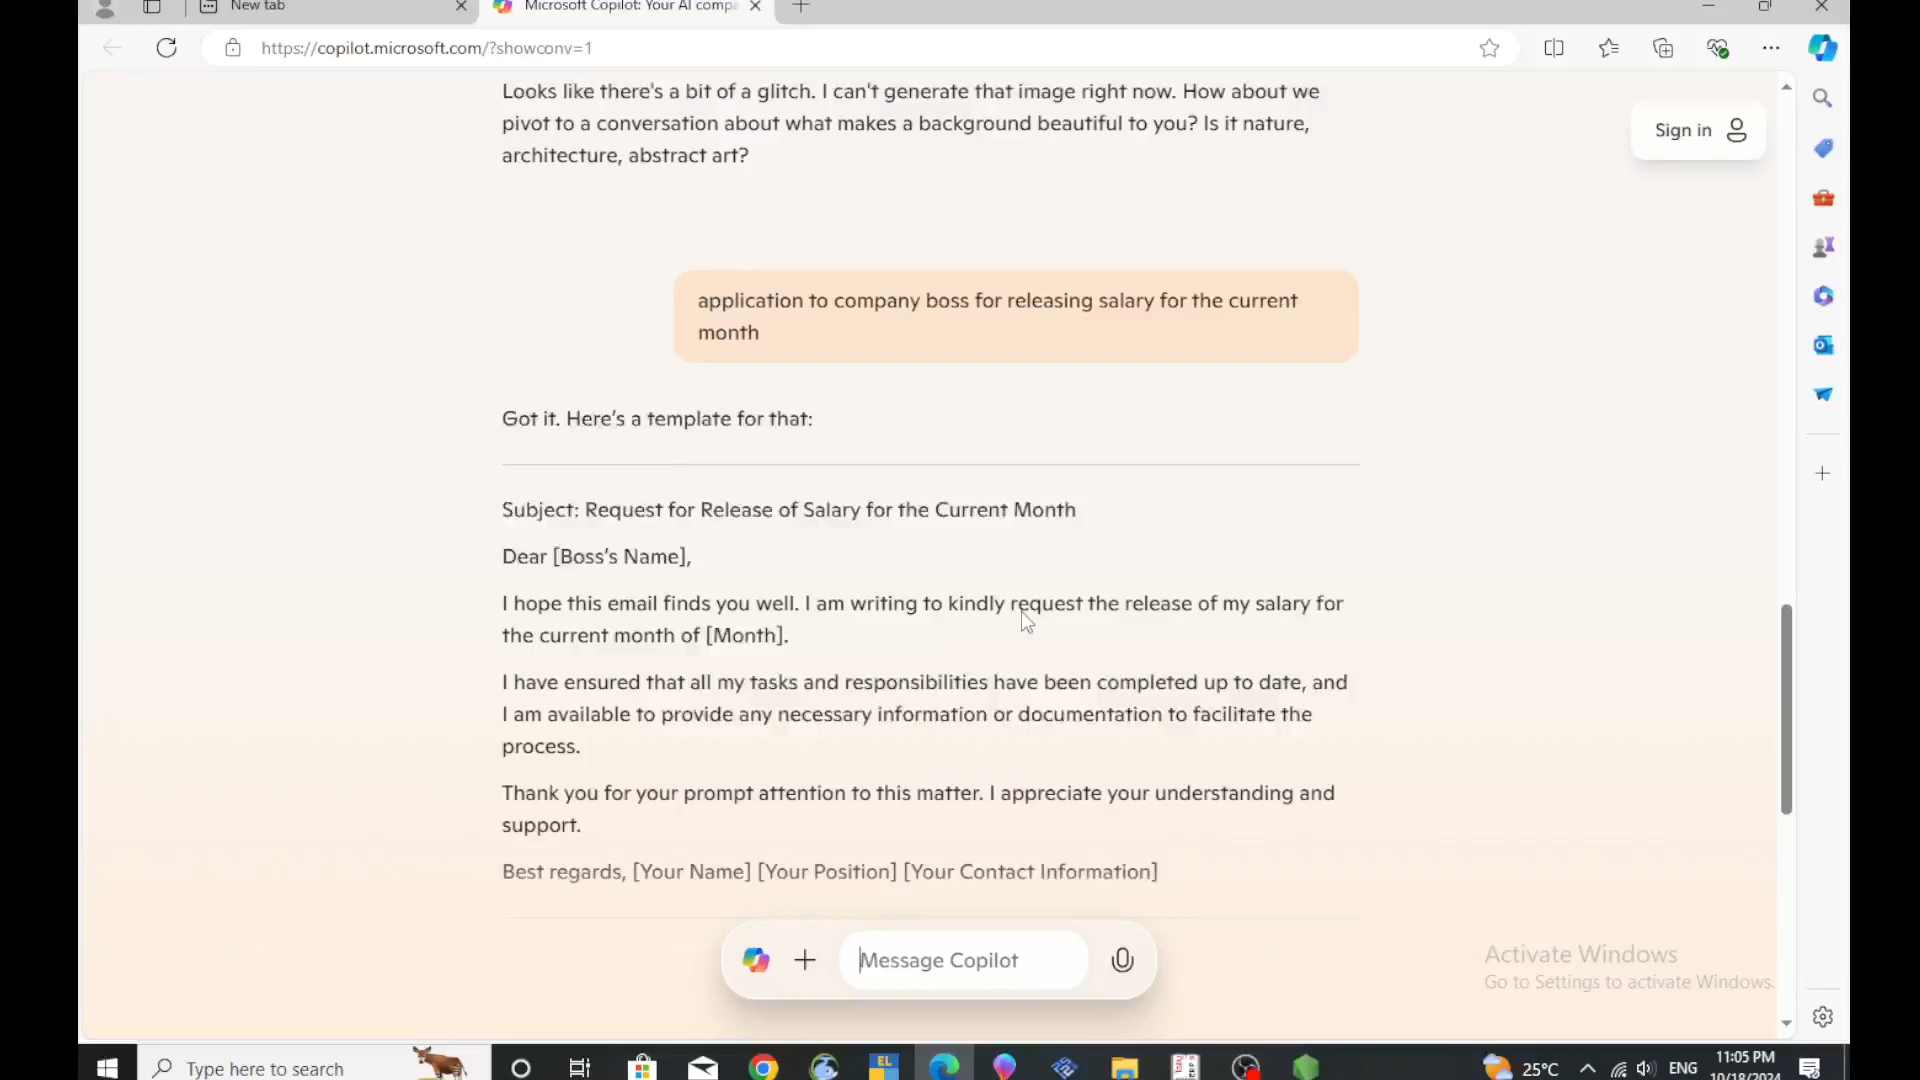 New tab
Microsoft Copilot: Your AI comp
https://copilot.microsoft.com/?showconv=1
Looks like there's a bit of a glitch. I can't generate that image right now. How about we
pivot to a conversation about what makes a background beautiful to you? Is it nature,
architecture, abstract art?
Sign in
application to company boss for releasing salary for the current
month
Got it. Here's a template for that:
Subject: Request for Release of Salary for the Current Month
Dear [Boss's Name],
I hope this email finds you well. I am writing to kindly request the release of my salary for
the current month of [Month].
I have ensured that all my tasks and responsibilities have been completed up to date, and
I am available to provide any necessary information or documentation to facilitate the
process.
Thank you for your prompt attention to this matter. I appreciate your understanding and
support.
Best regards, [Your Name] [Your Position] [Your Contact Information]
Message Copilot
Activate Windows
Go to Settings to activate Windows.
Type here to search
EL
25°C
ENG
11:05 PM
10/18/2024